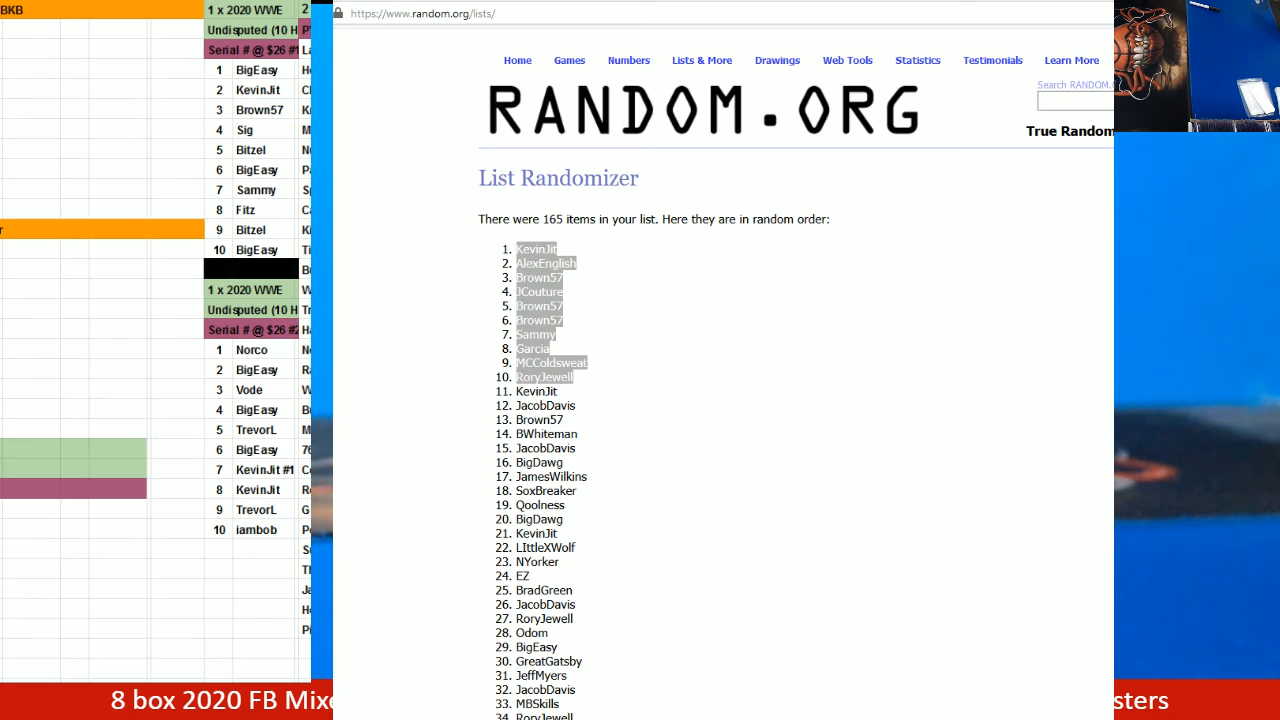 BKB
r
1 x 2020 WWE
Undisputed (10 H
Serial # @ $26 #1
1 BigEasy
2 KevinJit
3 Brown57
4 Sig
5 Bitzel
6 BigEasy
7 Sammy
8 Fitz
9 Bitzel
10 BigEasy
1 x 2020 WWE
Undisputed (10 H
Serial # @ $26 #2
1 Norco
2 BigEasy
3 Vode
4 BigEasy
5 TrevorL
6 BigEasy
7 KevinJit #1
8 KevinJit
9 TrevorL
10 iambob
https://www.random.org/lists/
Home Games Numbers Lists & More Drawings Web Tools Statistics Testimonials Learn More
Search RANDOM.
RANDOM.ORG
True Random
List Randomizer
There were 165 items in your list. Here they are in random order:
1. KevinJit
2. AlexEnglish
3. Brown57
4. JCouture
5. Brown57
6. Brown57
7. Sammy
8. Garcia
9. MCColdsweat
10. RoryJewell
11. KevinJit
12. JacobDavis
13. Brown57
14. BWhiteman
15. JacobDavis
16. BigDawg
17. JamesWilkins
18. SoxBreaker
19. Qoolness
20. BigDawg
21. KevinJit
22. LIttleXWolf
23. NYorker
24. EZ
25. BradGreen
26. JacobDavis
27. RoryJewell
28. Odom
29. BigEasy
30. GreatGatsby
31. JeffMyers
32. JacobDavis
33. MBSkills
34. RoryJewell
8 box 2020 FB Mixe
sters